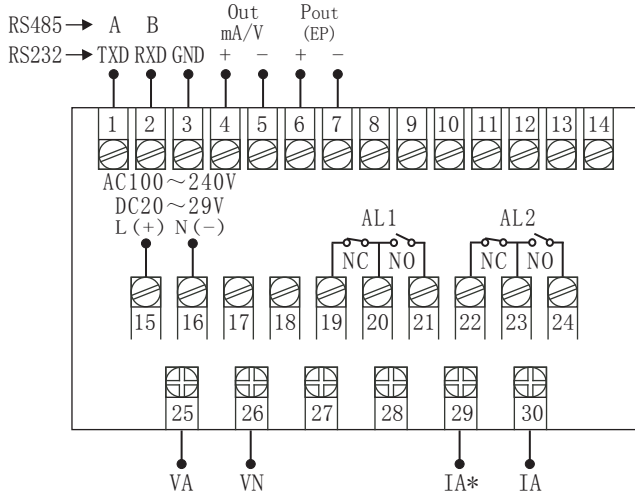 Out Pout
RS485 A B mA/V (EP)
RS232 TXD RXD GND + − + −
1 2 3 4 5 6 7 8 9 10 11 12 13 14
AC100～240V
DC20～29V
L(+) N(−)
AL1 AL2
NC NO NC NO
15 16 17 18 19 20 21 22 23 24
25 26 27 28 29 30
VA VN IA* IA